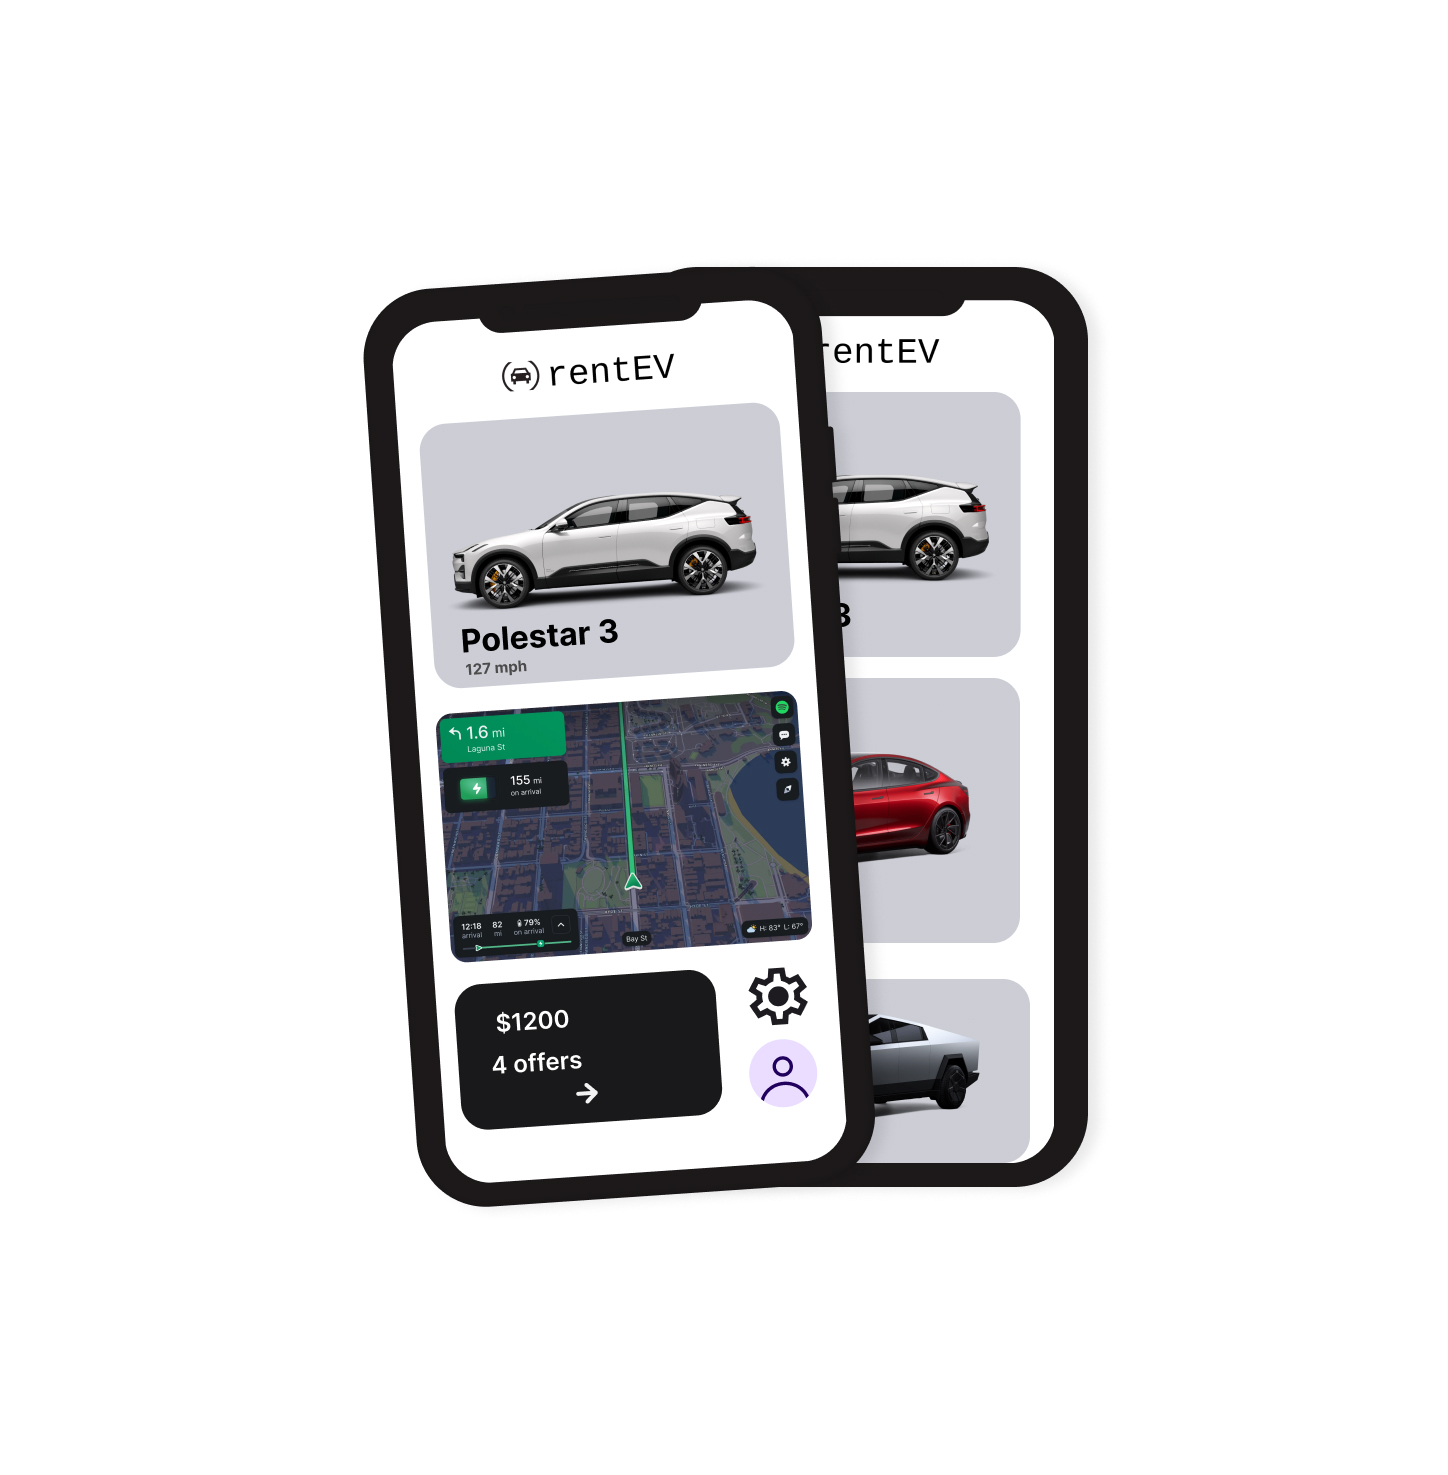 rentEV
Polestar 3
127 mph
1.6 mi
Laguna St
155 mi
on arrival
12:18 82 79%
arrival mi on arrival
Bay St
H: 83° L: 67°
$1200
4 offers
rentEV
3